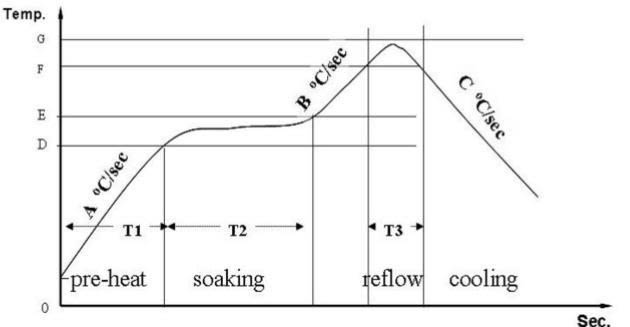 Temp.
G
F
B °C/sec
C °C/sec
E
D
A °C/sec
T1
T2
T3
pre-heat
soaking
reflow
cooling
0
Sec.